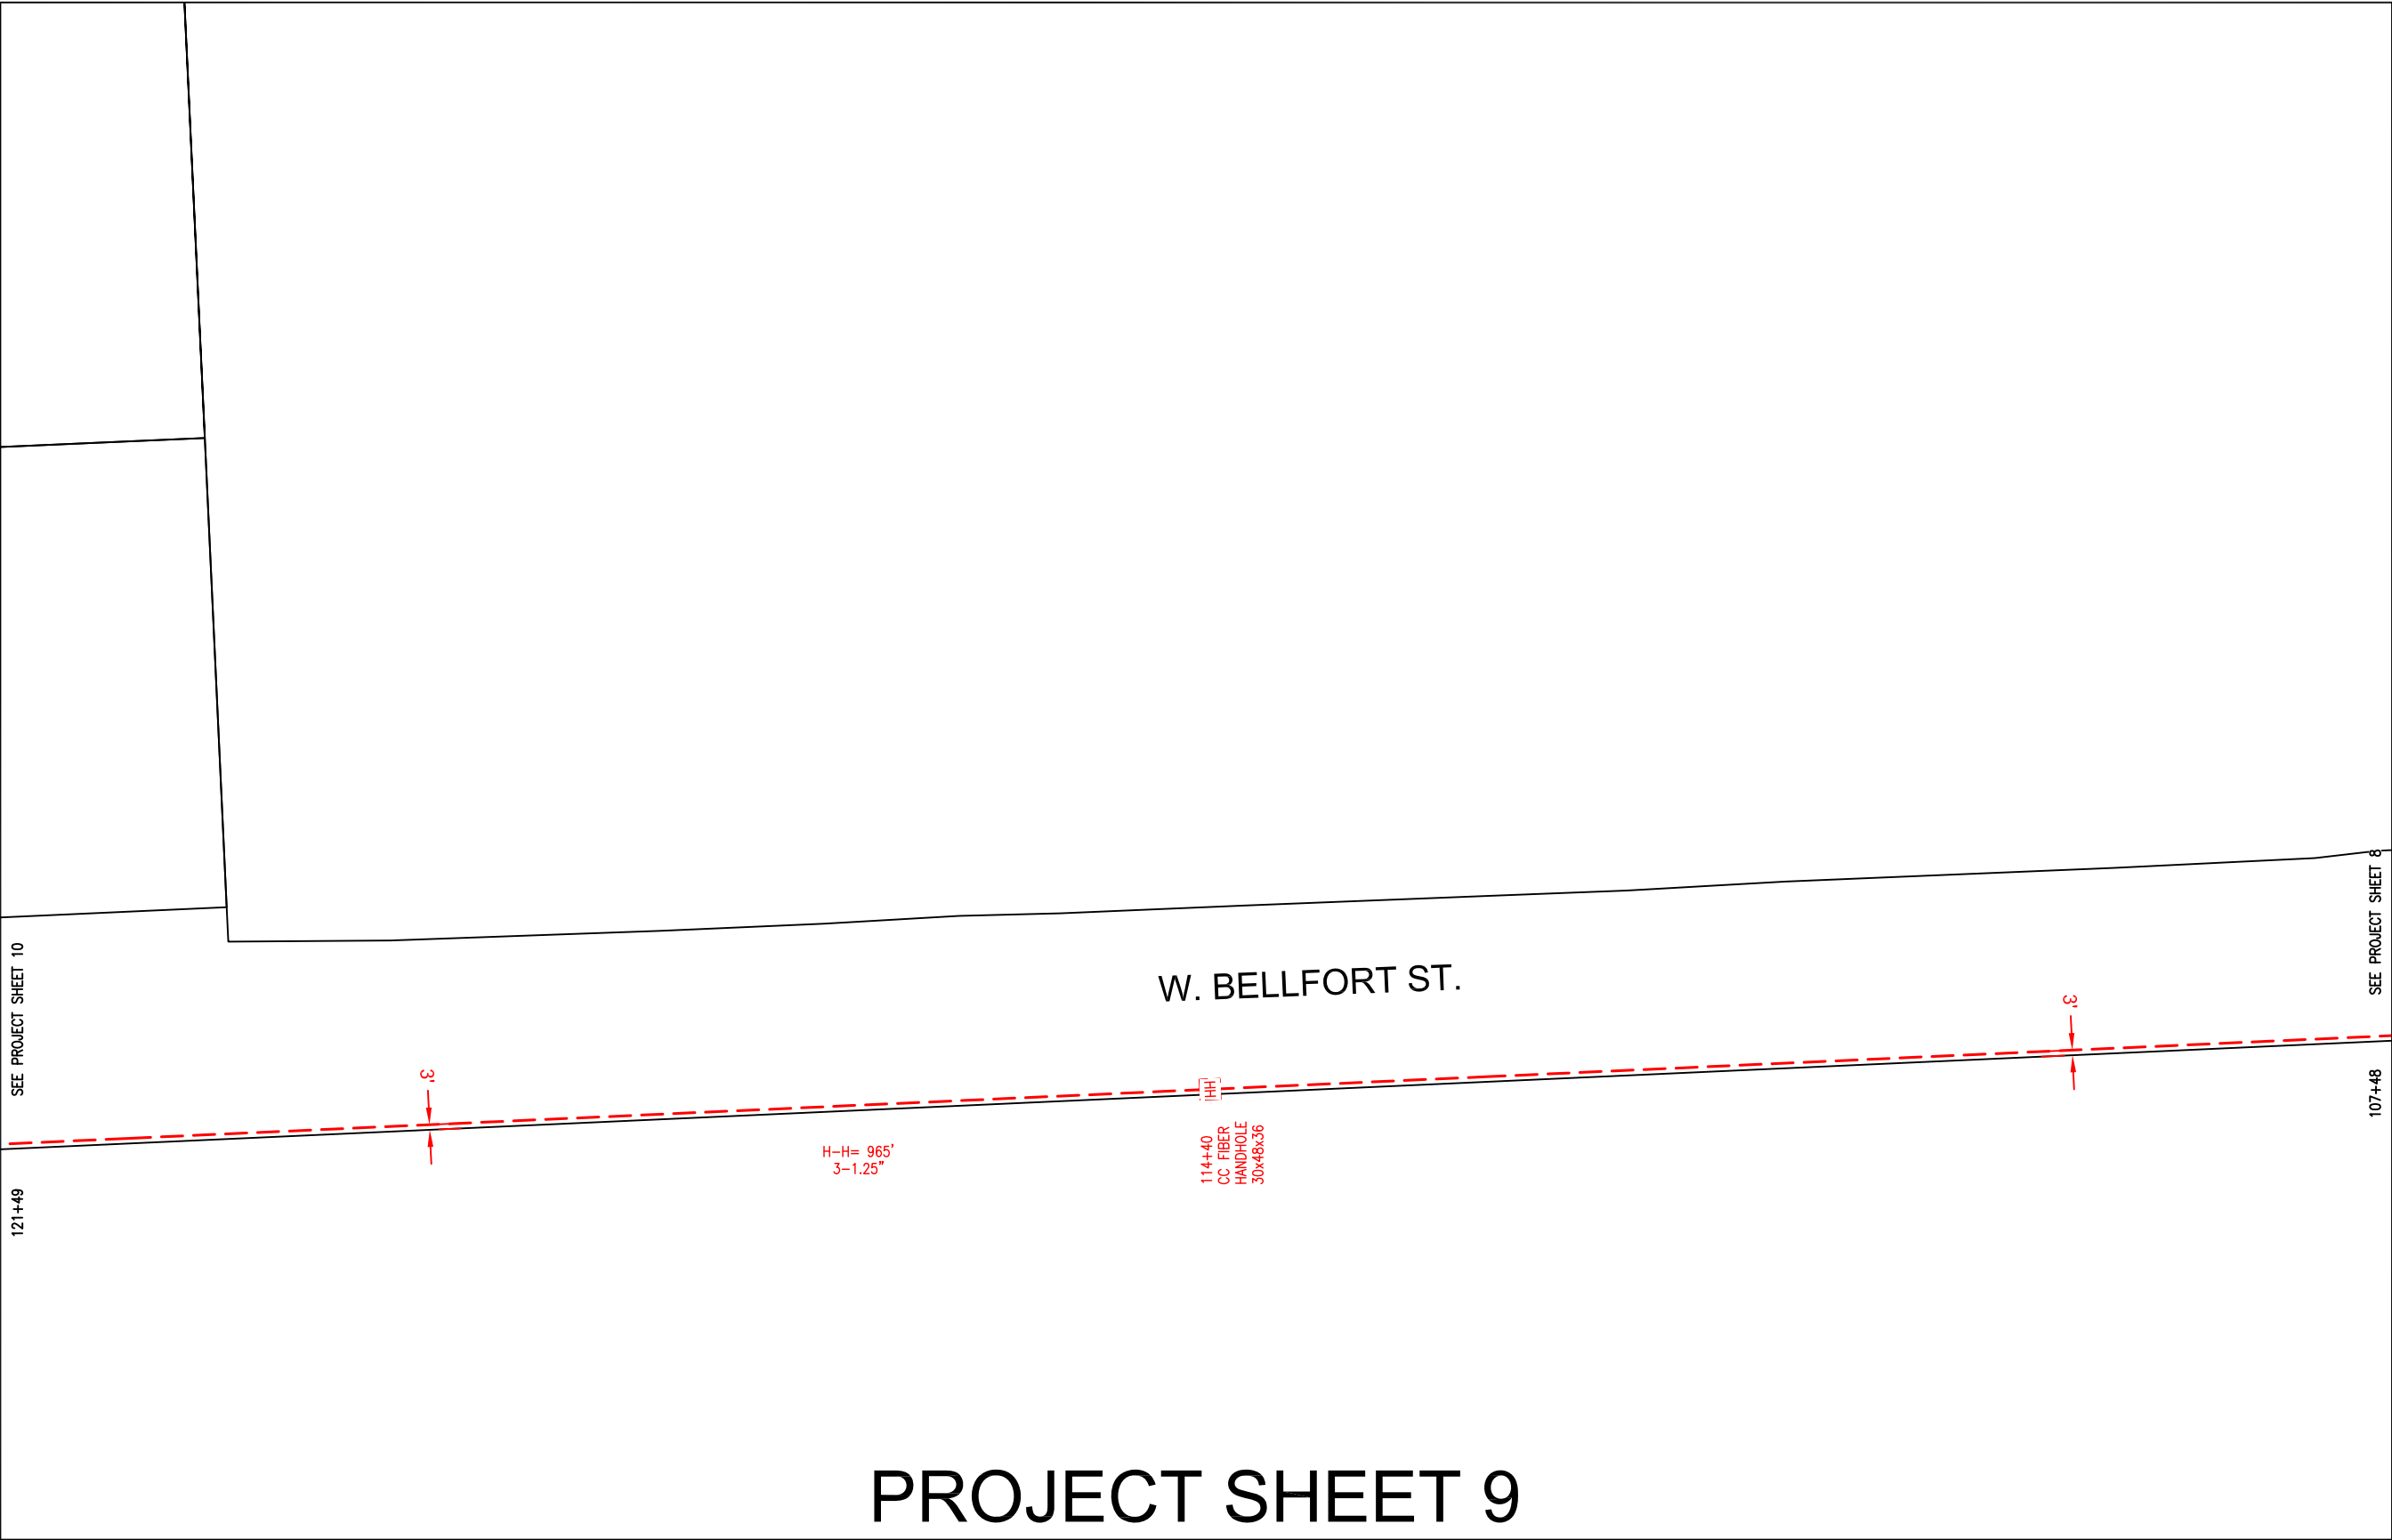 SEE PROJECT SHEET 8
SEE PROJECT SHEET 10
W. BELLFORT ST.
3'
3'
HH
107+48
H-H= 965'
3-1.25"
114+40
CC FIBER
HANDHOLE
30x48x36
121+49
PROJECT SHEET 9